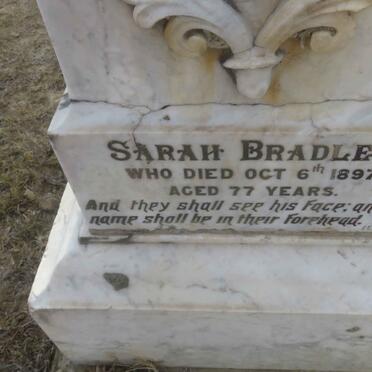 SARAH BRADLE
WHO DIED OCT 6th 1897
AGED 77 YEARS.
And they shall see his Face; an
name shall be in their Forehead.